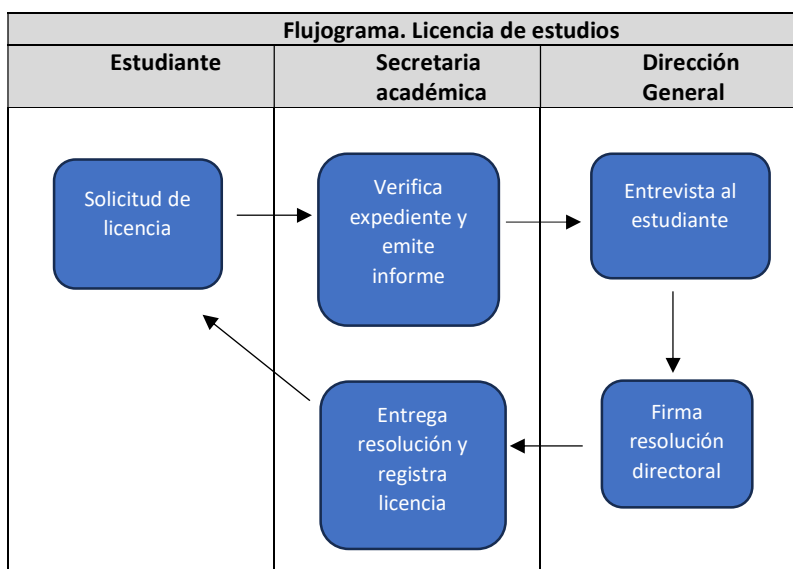 Flujograma. Licencia de estudios
Estudiante
Secretaria
académica
Dirección
General
Solicitud de
licencia
Verifica
expediente y
emite
informe
Entrevista al
estudiante
Firma
resolución
directoral
Entrega
resolución y
registra
licencia